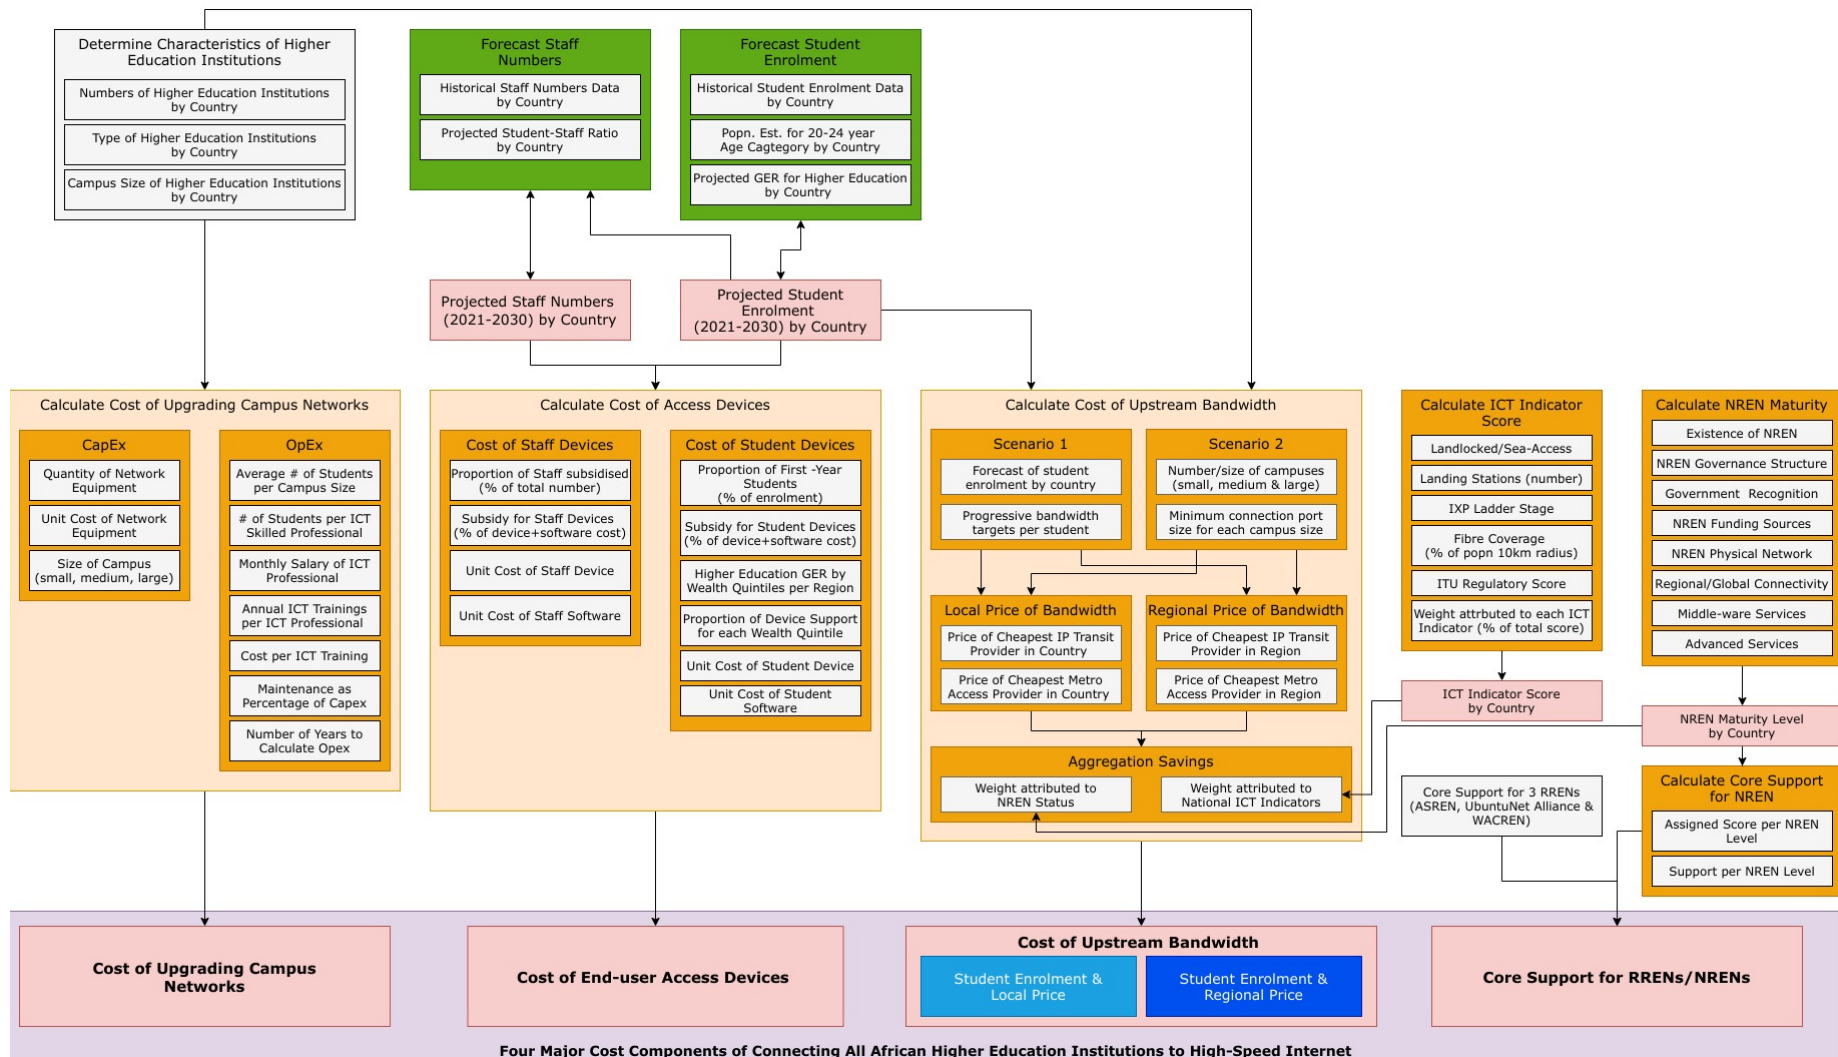 Determine Characteristics of Higher
Education Institutions
Numbers of Higher Education Institutions
by Country
Type of Higher Education Institutions
by Country
Campus Size of Higher Education Institutions
by Country
Forecast Staff
Numbers
Historical Staff Numbers Data
by Country
Projected Student-Staff Ratio
by Country
Forecast Student
Enrolment
Historical Student Enrolment Data
by Country
Popn. Est. for 20-24 year
Age Cagtegory by Country
Projected GER for Higher Education
by Country
Projected Staff Numbers
(2021-2030) by Country
Projected Student
Enrolment
(2021-2030) by Country
Calculate Cost of Upgrading Campus Networks
CapEx
Quantity of Network
Equipment
Unit Cost of Network
Equipment
Size of Campus
(small, medium, large)
OpEx
Average # of Students
per Campus Size
# of Students per ICT
Skilled Professional
Monthly Salary of ICT
Professional
Annual ICT Trainings
per ICT Professional
Cost per ICT Training
Maintenance as
Percentage of Capex
Number of Years to
Calculate Opex
Calculate Cost of Access Devices
Cost of Staff Devices
Proportion of Staff subsidised
(% of total number)
Subsidy for Staff Devices
(% of device+software cost)
Unit Cost of Staff Device
Unit Cost of Staff Software
Cost of Student Devices
Proportion of First -Year
Students
(% of enrolment)
Subsidy for Student Devices
(% of device+software cost)
Higher Education GER by
Wealth Quintiles per Region
Proportion of Device Support
for each Wealth Quintile
Unit Cost of Student Device
Unit Cost of Student
Software
Calculate Cost of Upstream Bandwidth
Scenario 1
Forecast of student
enrolment by country
Progressive bandwidth
targets per student
Scenario 2
Number/size of campuses
(small, medium & large)
Minimum connection port
size for each campus size
Local Price of Bandwidth
Price of Cheapest IP Transit
Provider in Country
Price of Cheapest Metro
Access Provider in Country
Regional Price of Bandwidth
Price of Cheapest IP Transit
Provider in Region
Price of Cheapest Metro
Access Provider in Region
Aggregation Savings
Weight attributed to
NREN Status
Weight attributed to
National ICT Indicators
Calculate ICT Indicator
Score
Landlocked/Sea-Access
Landing Stations (number)
IXP Ladder Stage
Fibre Coverage
(% of popn 10km radius)
ITU Regulatory Score
Weight attrbuted to each ICT
Indicator (% of total score)
ICT Indicator Score
by Country
Core Support for 3 RRENs
(ASREN, UbuntuNet Alliance &
WACREN)
Calculate NREN Maturity
Existence of NREN
NREN Governance Structure
Government  Recognition
NREN Funding Sources
NREN Physical Network
Regional/Global Connectivity
Middle-ware Services
Advanced Services
NREN Maturity Level
by Country
Calculate Core Support
for NREN
Assigned Score per NREN
Level
Support per NREN Level
Cost of Upgrading Campus
Networks
Cost of End-user Access Devices
Cost of Upstream Bandwidth
Student Enrolment &
Local Price
Student Enrolment &
Regional Price
Core Support for RRENs/NRENs
Four Major Cost Components of Connecting All African Higher Education Institutions to High-Speed Internet